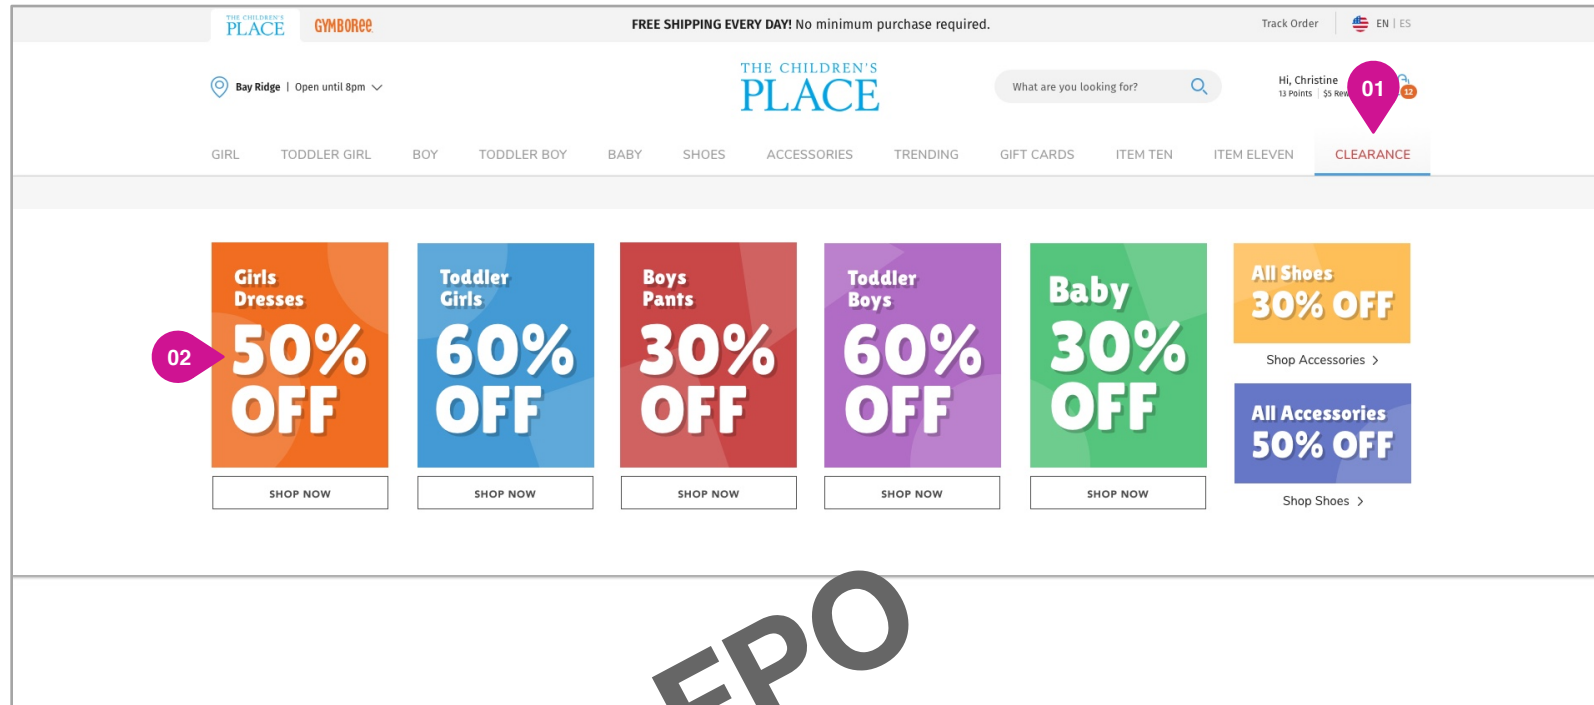 THE CHILDREN'S
PLACE
GYMBOREE
FREE SHIPPING EVERY DAY! No minimum purchase required.
Track Order
EN | ES
Bay Ridge | Open until 8pm
THE CHILDREN'S
PLACE
What are you looking for?
Hi, Christine
13 Points | $5
12
01
GIRL TODDLER GIRL BOY TODDLER BOY BABY SHOES ACCESSORIES TRENDING GIFT CARDS ITEM TEN ITEM ELEVEN CLEARANCE
02
Girls
Dresses
50%
OFF
SHOP NOW
Toddler
Girls
60%
OFF
SHOP NOW
Boys
Pants
30%
OFF
SHOP NOW
Toddler
Boys
60%
OFF
SHOP NOW
Baby
30%
OFF
SHOP NOW
All Shoes
30% OFF
Shop Accessories >
All Accessories
50% OFF
Shop Shoes >
FPO